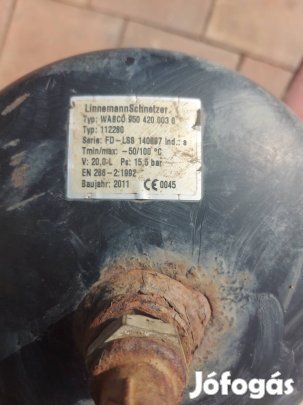 LinnemannSchnetzer
Typ: WABCO 950 420 003 0
Typ: 112280
Serie: FD-LSS Ind.: a
Tmin/max: -50/100 °C
V: 20,0 L Ps: 15,5 bar
EN 286-2:1992
Baujahr: 2011 CE 0045
Jófogás